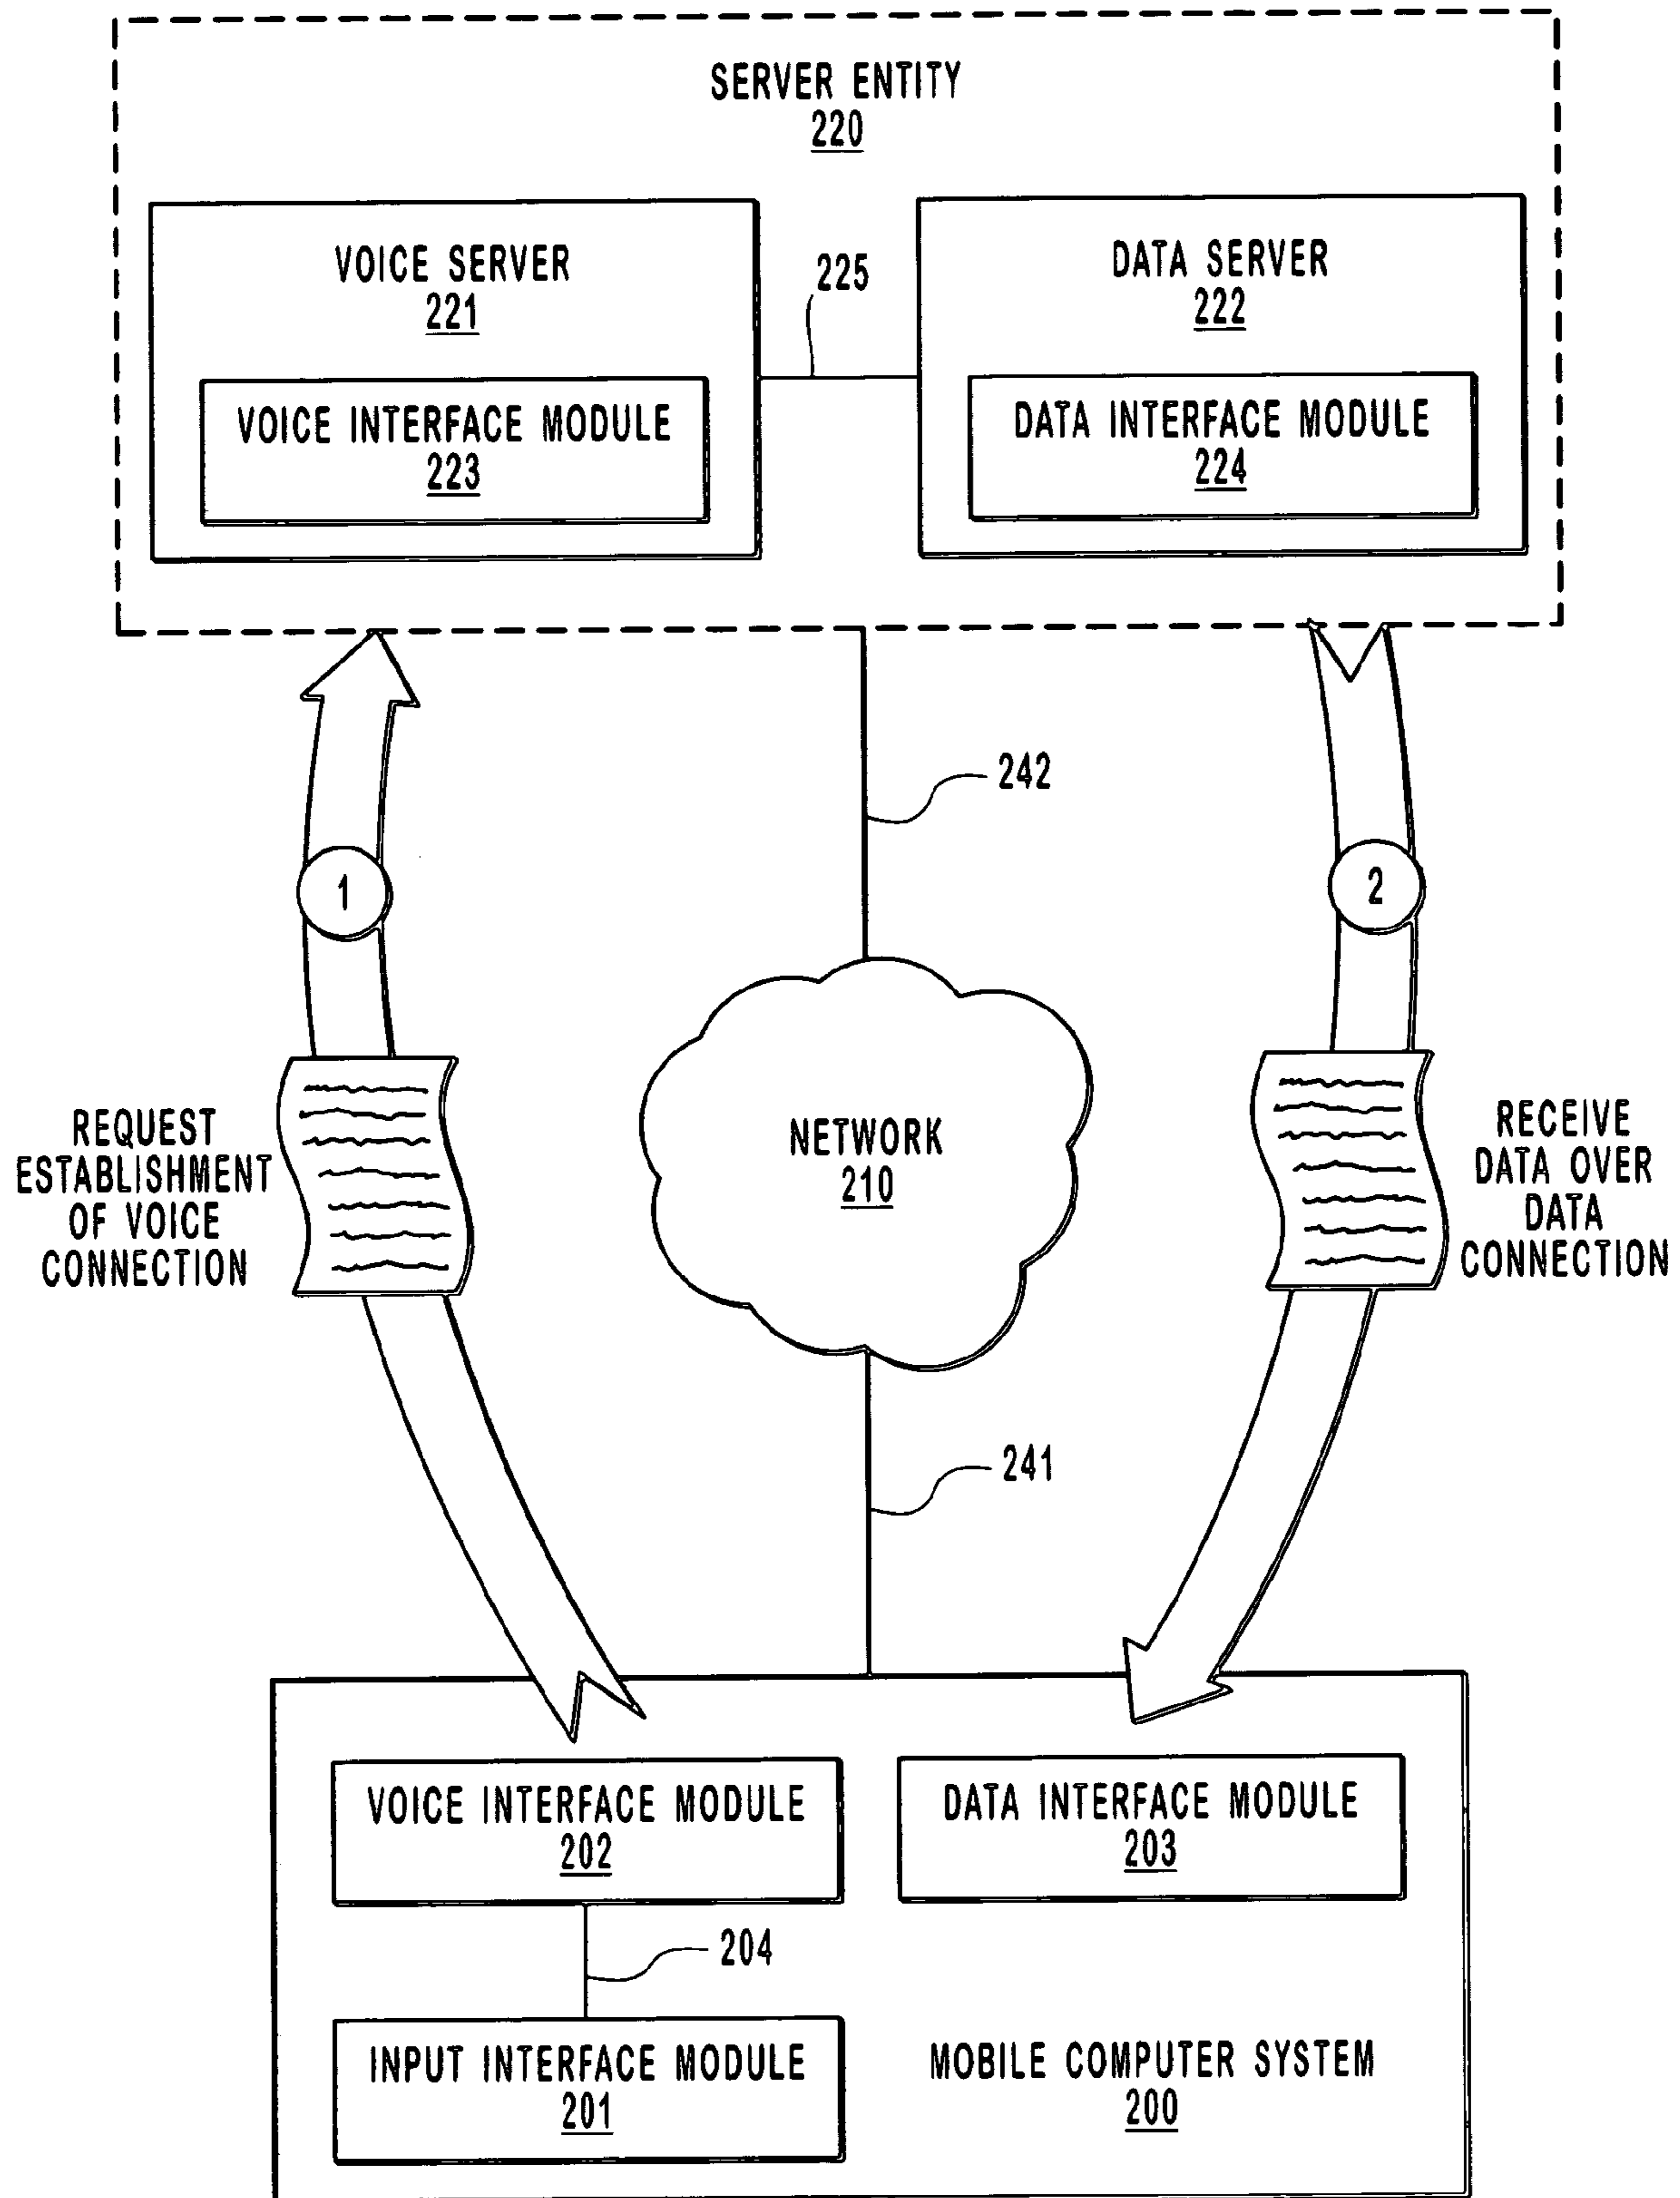 SERVER ENTITY
220
VOICE SERVER
221
225
DATA SERVER
222
VOICE INTERFACE MODULE
223
DATA INTERFACE MODULE
224
242
1
2
REQUEST
ESTABLISHMENT
OF VOICE
CONNECTION
NETWORK
210
RECEIVE
DATA OVER
DATA
CONNECTION
241
VOICE INTERFACE MODULE
202
DATA INTERFACE MODULE
203
204
INPUT INTERFACE MODULE
201
MOBILE COMPUTER SYSTEM
200